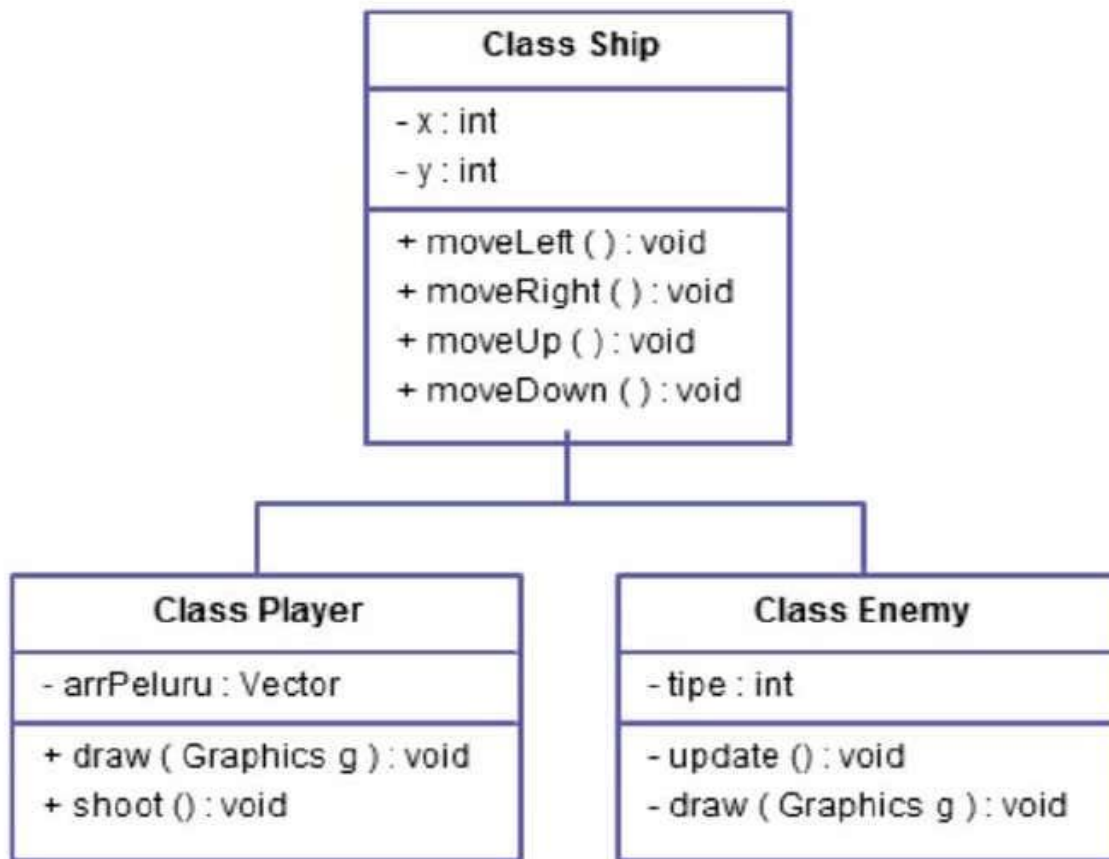 Class Ship
- x : int
- y : int
+ moveLeft ( ) : void
+ moveRight ( ) : void
+ moveUp ( ) : void
+ moveDown ( ) : void
Class Player
- arrPeluru : Vector
+ draw ( Graphics g ) : void
+ shoot () : void
Class Enemy
- tipe : int
- update () : void
- draw ( Graphics g ) : void